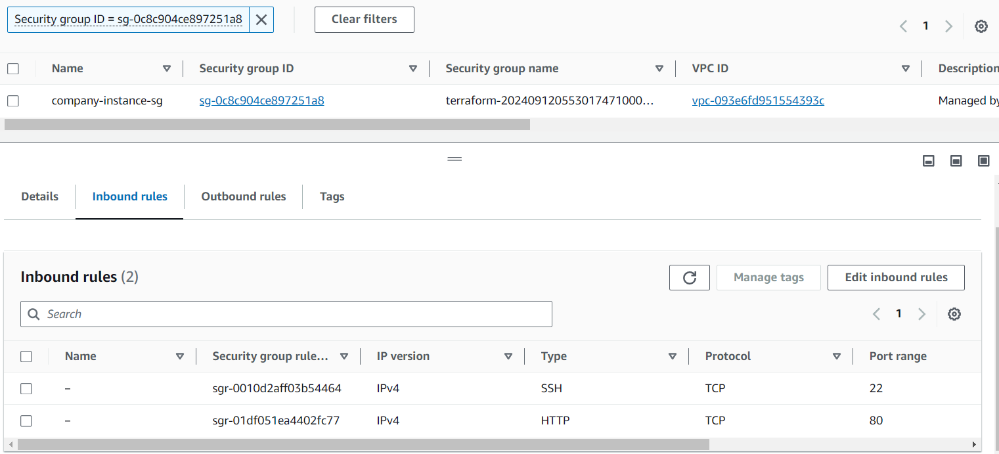 Security group ID = sg-0c8c904ce897251a8 Clear filters
1
Name Security group ID Security group name VPC ID Description
company-instance-sg sg-0c8c904ce897251a8 terraform-202409120553017471000… vpc-093e6fd951554393c Managed by
Details Inbound rules Outbound rules Tags
Inbound rules (2) Manage tags Edit inbound rules
Search 1
Name Security group rule… IP version Type Protocol Port range
– sgr-0010d2aff03b54464 IPv4 SSH TCP 22
– sgr-01df051ea4402fc77 IPv4 HTTP TCP 80